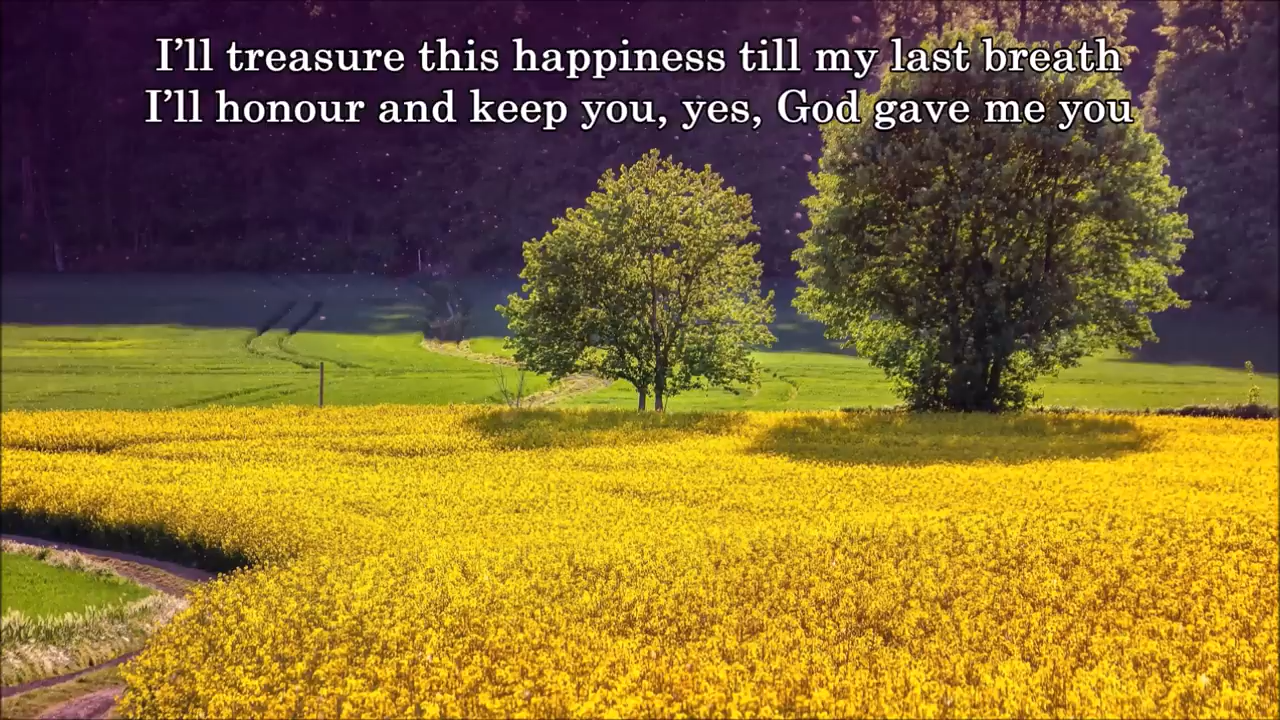 I’ll treasure this happiness till my last breath
I’ll honour and keep you, yes, God gave me you